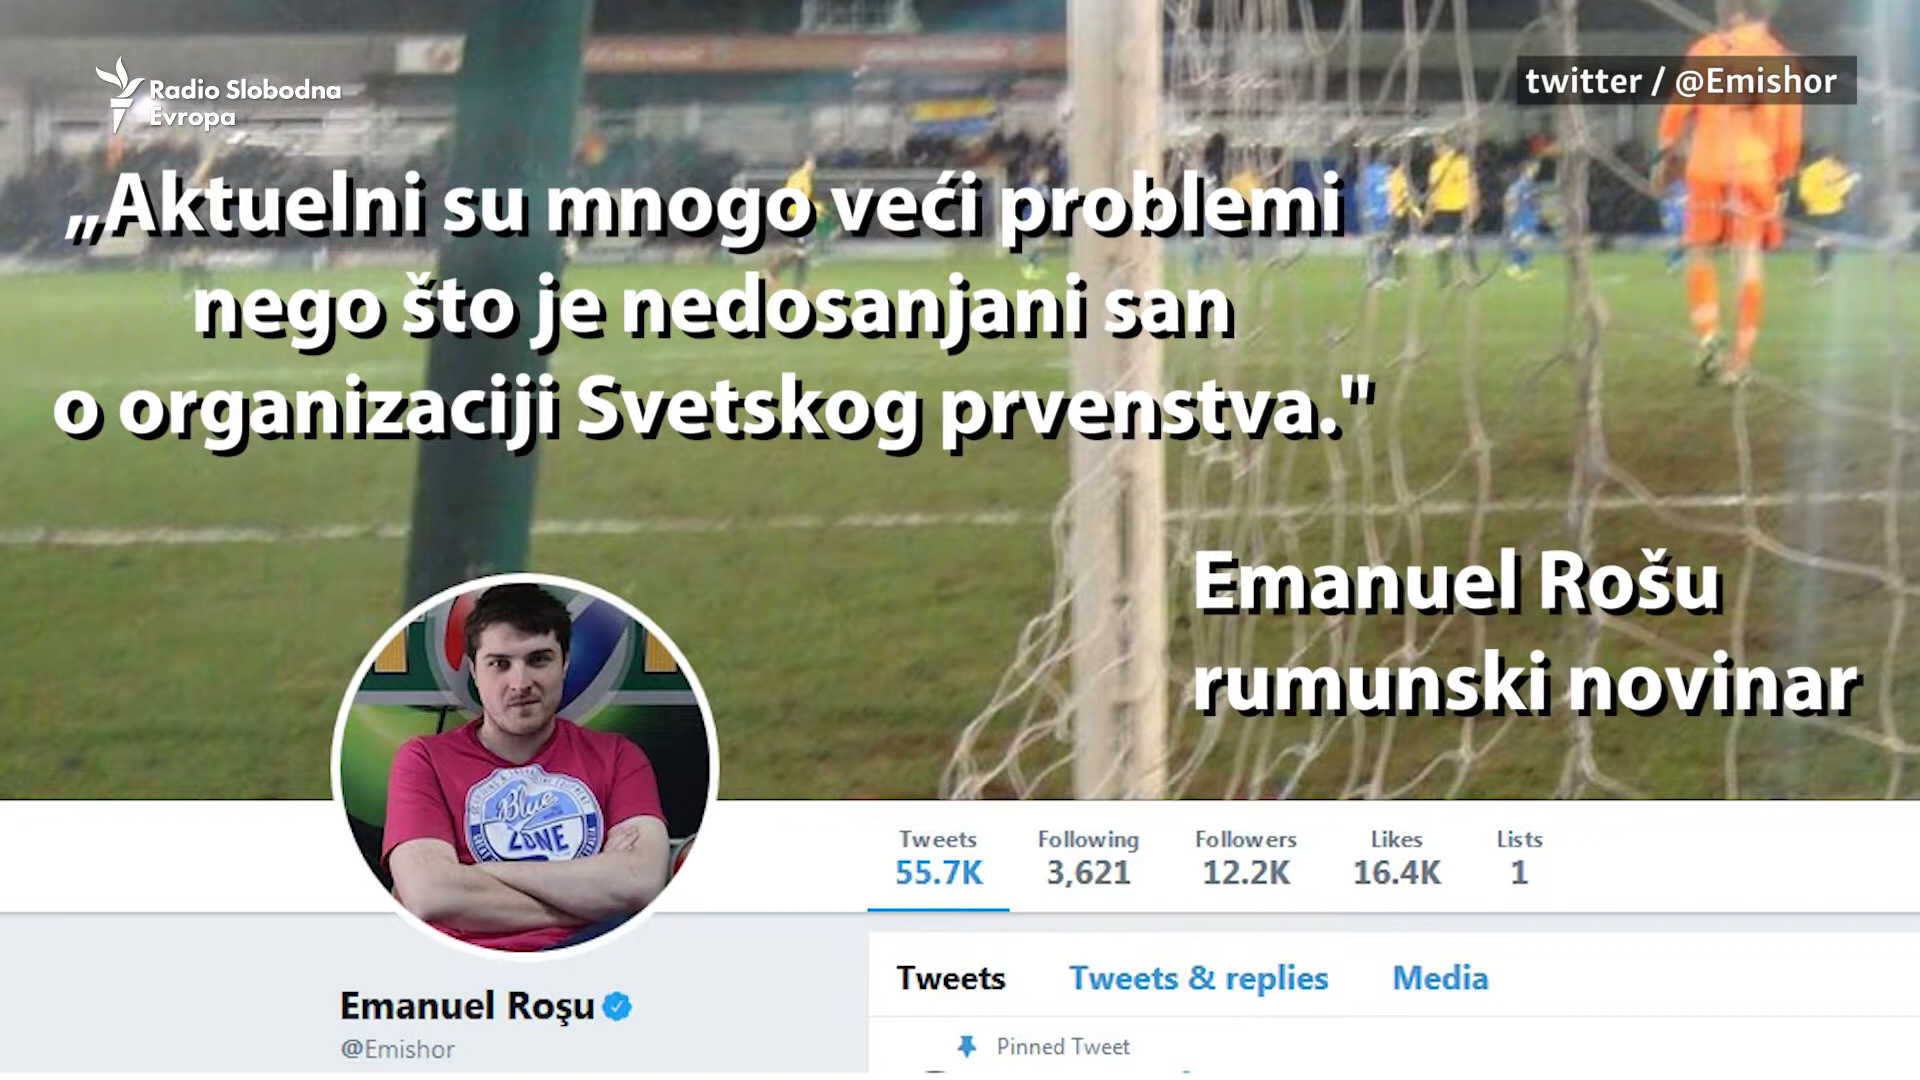 Radio Slobodna
Evropa
twitter / @Emishor
„Aktuelni su mnogo veći problemi
nego što je nedosanjani san
o organizaciji Svetskog prvenstva."
Emanuel Rošu
rumunski novinar
Blue
ZONE
Tweets Following Followers Likes Lists
55.7K 3,621 12.2K 16.4K 1
Emanuel Roşu
@Emishor
Tweets Tweets & replies Media
Pinned Tweet